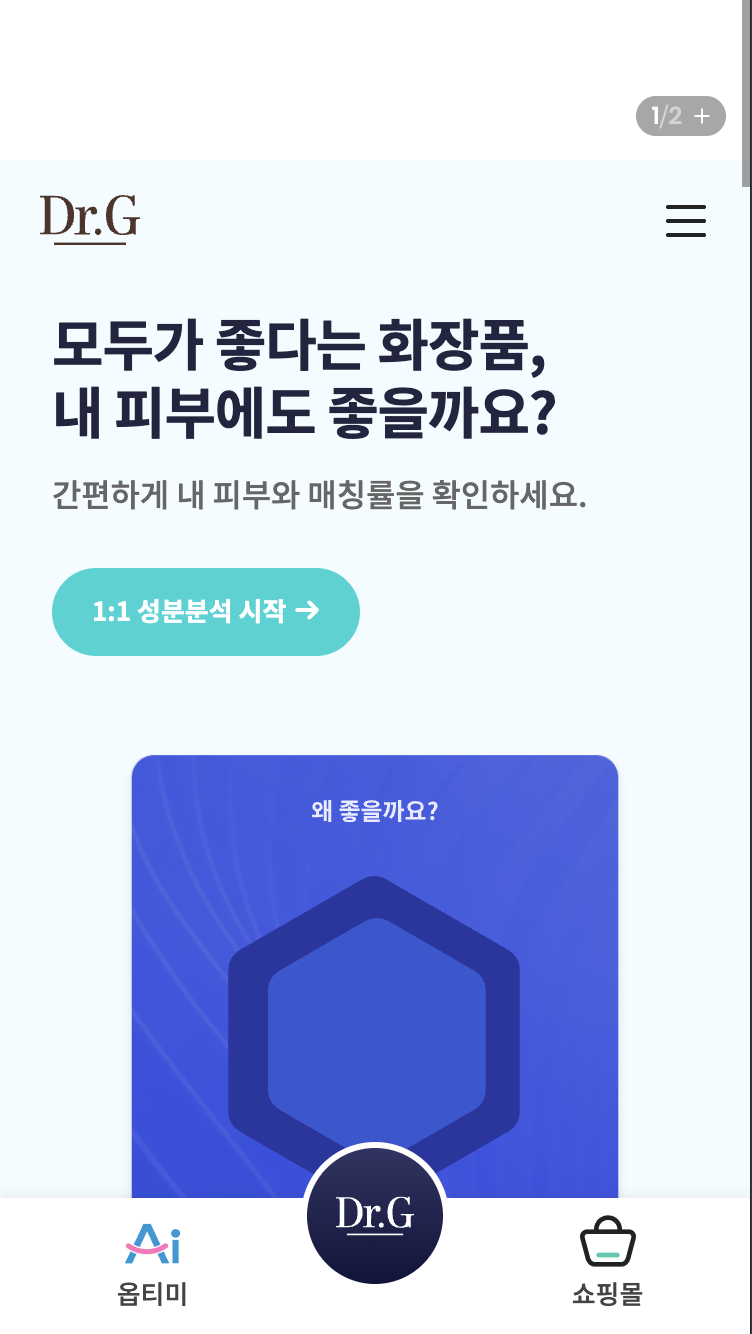 1/2 +
Dr.G
모두가 좋다는 화장품,
내 피부에도 좋을까요?
간편하게 내 피부와 매칭률을 확인하세요.
1:1 성분분석 시작 →
왜 좋을까요?
Ai
옵티미
Dr.G
쇼핑몰